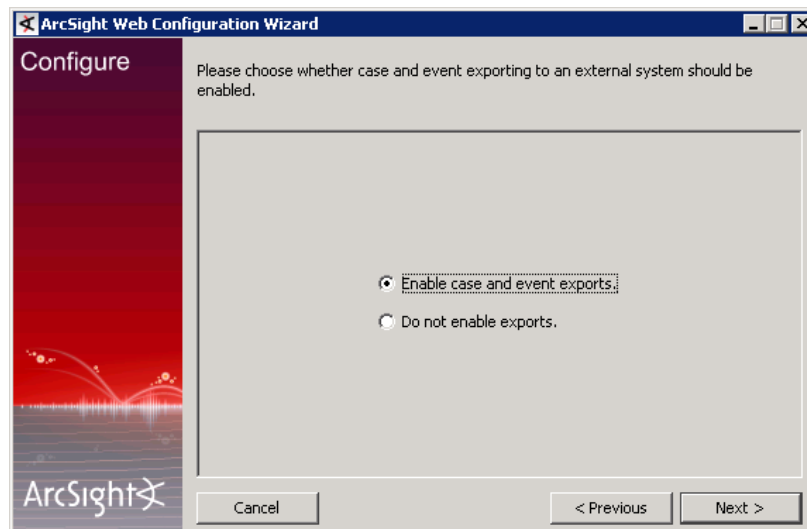 ArcSight Web Configuration Wizard
Configure
Please choose whether case and event exporting to an external system should be
enabled.
Enable case and event exports.
Do not enable exports.
ArcSight
Cancel
< Previous
Next >